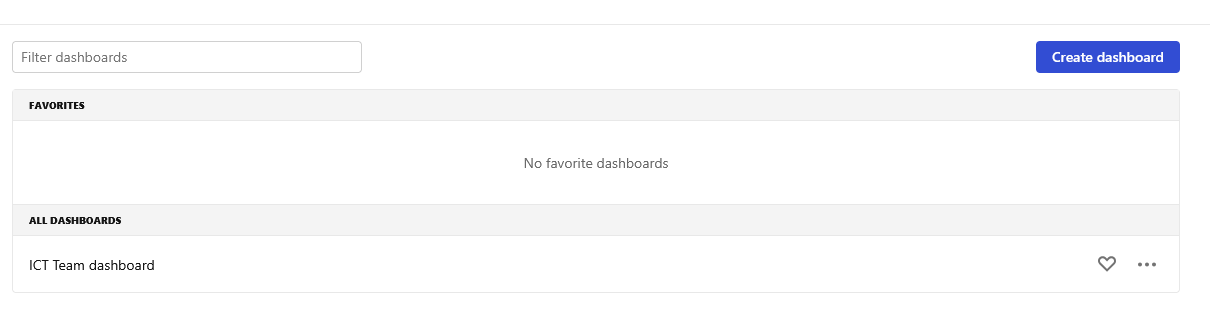 Filter dashboards
Create dashboard
FAVORITES
No favorite dashboards
ALL DASHBOARDS
ICT Team dashboard